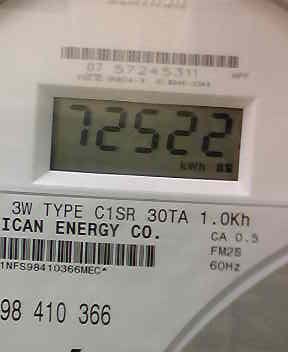 07 57245311
72522
kWh
3W TYPE C1SR 30TA 1.0Kh
ICAN ENERGY CO.
CA 0.5
FM2S
60Hz
1NFS98410366MEC*
98 410 366